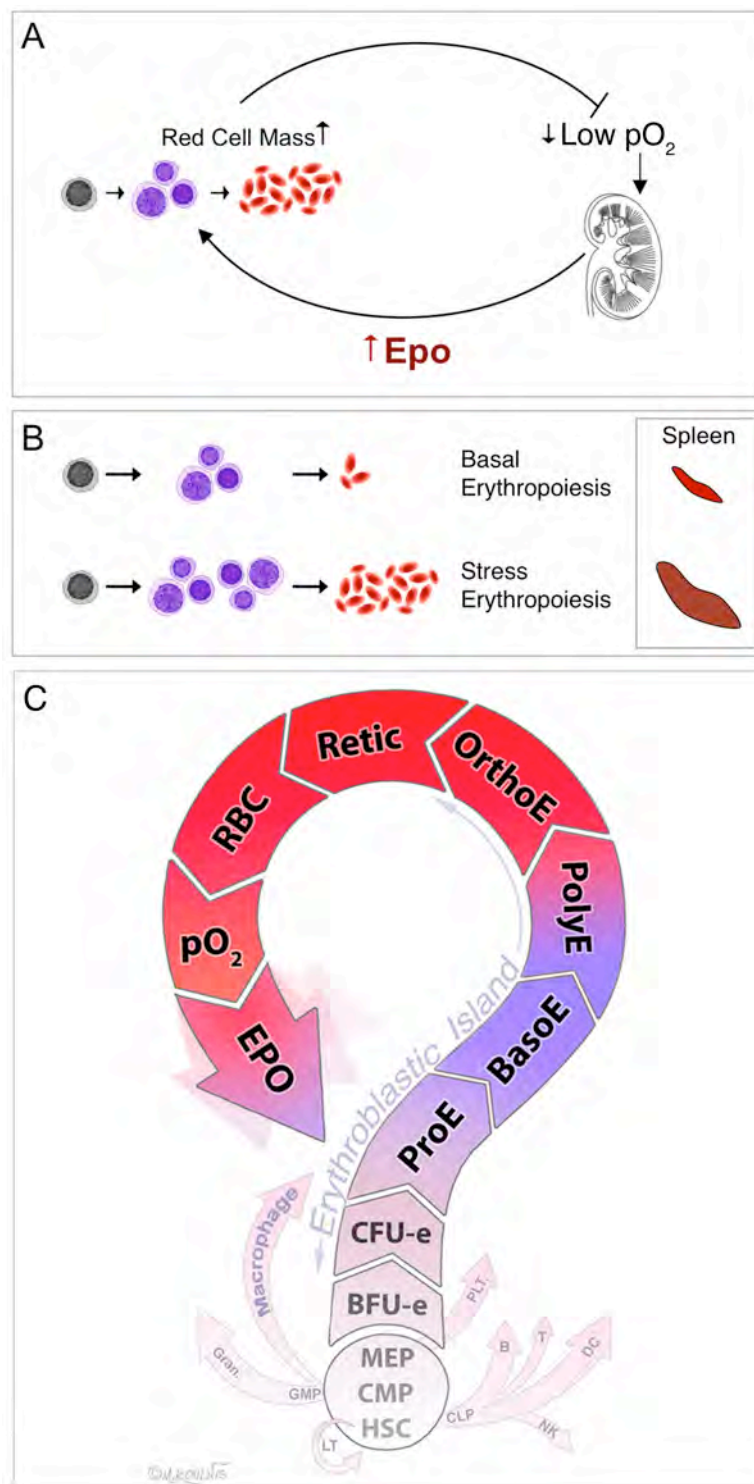 A
Red Cell Mass↑
↓Low pO₂
↑Epo
B
Basal
Erythropoiesis
Spleen
Stress
Erythropoiesis
C
Retic
OrthoE
RBC
PolyE
pO₂
BasoE
EPO
Erythroblastic Island
ProE
Macrophage
CFU-e
BFU-e
PLT.
MEP
CMP
HSC
Gran.
GMP
LT
CLP
B
T
DC
NK